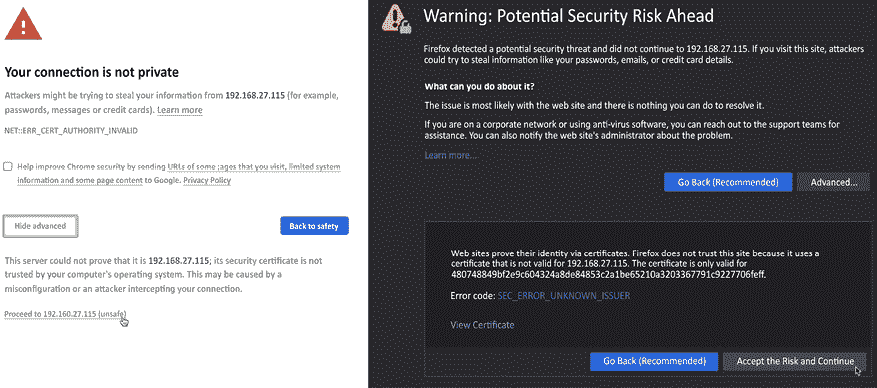 Your connection is not private
Attackers might be trying to steal your information from 192.168.27.115 (for example,
passwords, messages or credit cards). Learn more
NET::ERR_CERT_AUTHORITY_INVALID
Help improve Chrome security by sending URLs of some ;ages that you visit, limited system
information and some page content to Google. Privacy Policy
Hide advanced
Back to safety
This server could not prove that it is 192.168.27.115; its security certificate is not
trusted by your computer's operating system. This may be caused by a
misconfiguration or an attacker intercepting your connection.
Proceed to 192.160.27.115 (unsafe)
Warning: Potential Security Risk Ahead
Firefox detected a potential security threat and did not continue to 192.168.27.115. If you visit this site, attackers
could try to steal information like your passwords, emails, or credit card details.
What can you do about it?
The issue is most likely with the web site and there is nothing you can do to resolve it.
If you are on a corporate network or using anti-virus software, you can reach out to the support teams for
assistance. You can also notify the web site's administrator about the problem.
Learn more...
Go Back (Recommended)
Advanced...
Web sites prove their identity via certificates. Firefox does not trust this site because it uses a
certificate that is not valid for 192.168.27.115. The certificate is only valid for
480748849bf2e9c604324a8de84853c2a1be65210a3203367791c9227706feff.
Error code: SEC_ERROR_UNKNOWN_ISSUER
View Certificate
Go Back (Recommended)
Accept the Risk and Continue